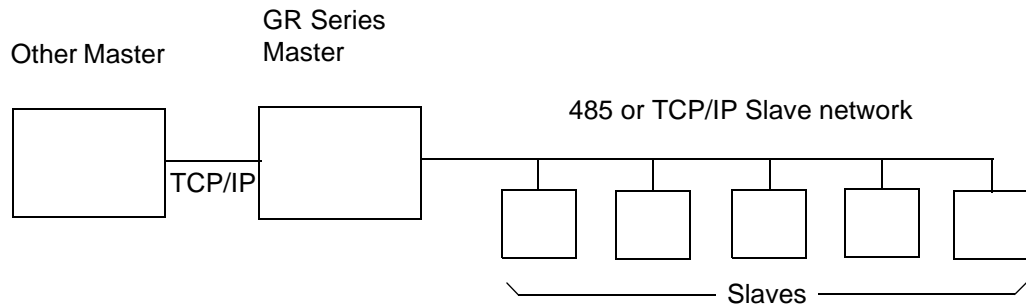 Other Master
GR Series
Master
485 or TCP/IP Slave network
TCP/IP
Slaves